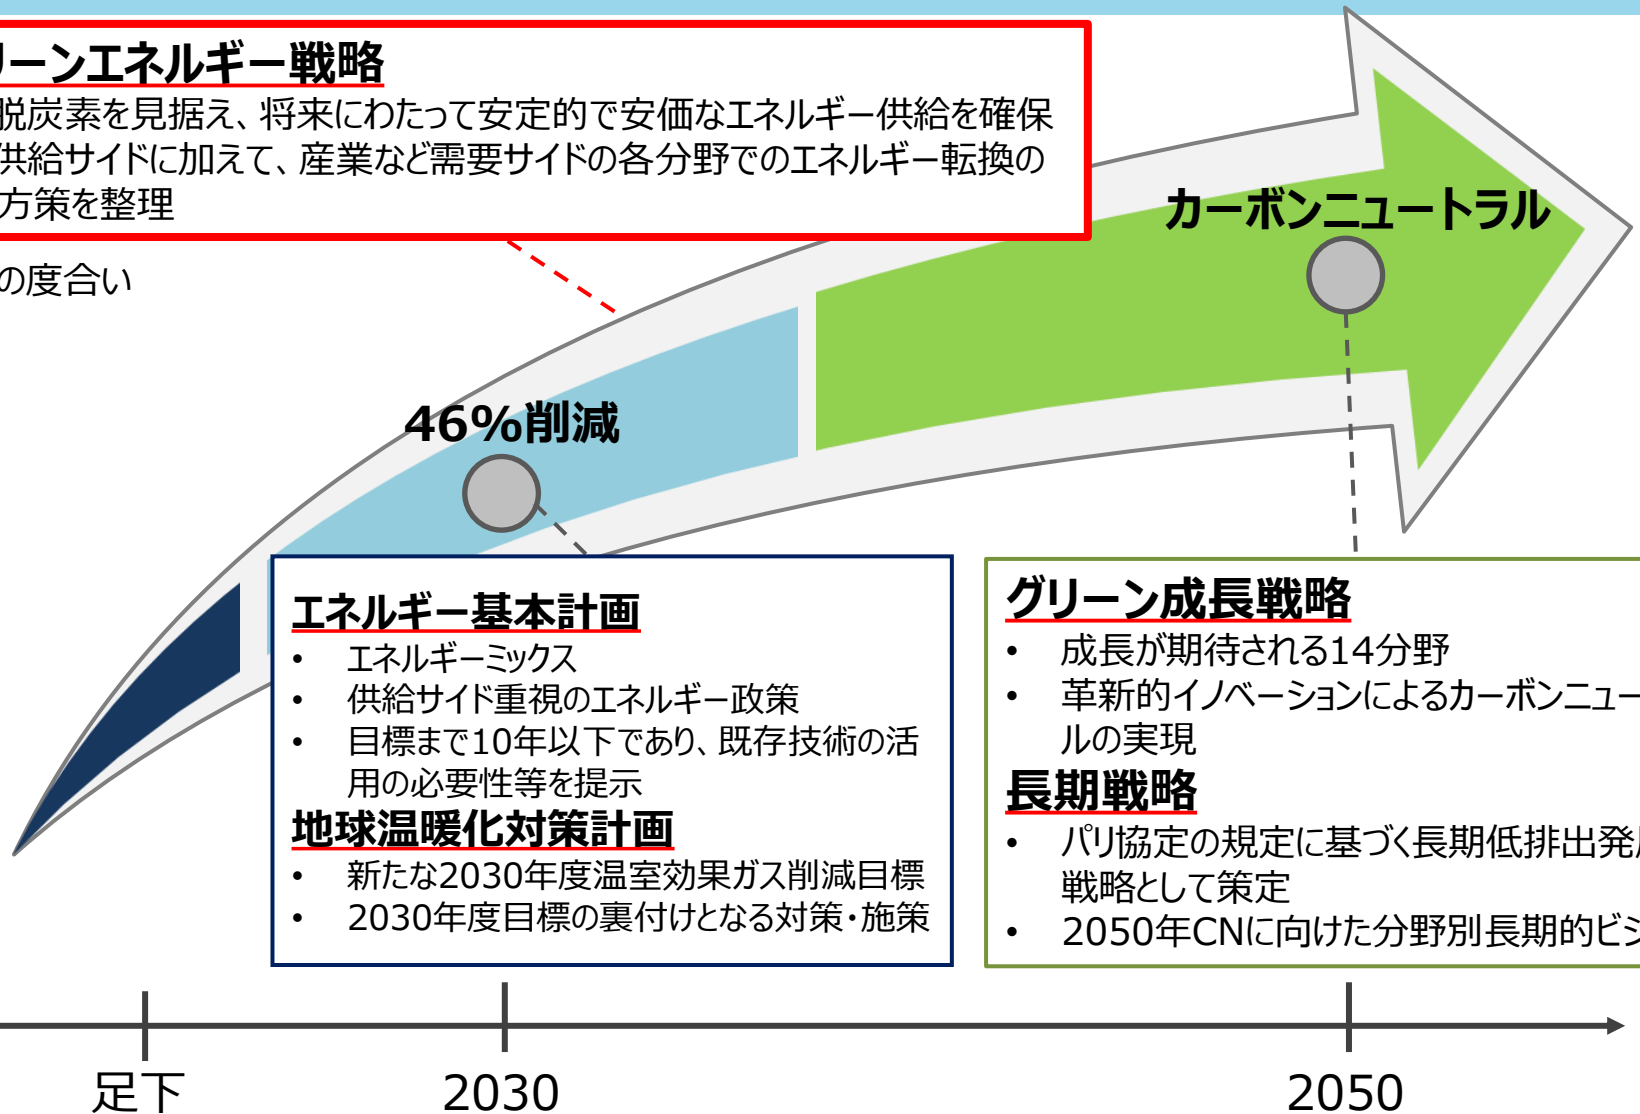 リーンエネルギー戦略
脱炭素を見据え、将来にわたって安定的で安価なエネルギー供給を確保
供給サイドに加えて、産業など需要サイドの各分野でのエネルギー転換の
方策を整理
の度合い
カーボンニュートラル
46%削減
エネルギー基本計画
• エネルギーミックス
• 供給サイド重視のエネルギー政策
• 目標まで10年以下であり、既存技術の活
用の必要性等を提示
地球温暖化対策計画
• 新たな2030年度温室効果ガス削減目標
• 2030年度目標の裏付けとなる対策・施策
グリーン成長戦略
• 成長が期待される14分野
• 革新的イノベーションによるカーボンニュー
ルの実現
長期戦略
• パリ協定の規定に基づく長期低排出発
戦略として策定
• 2050年CNに向けた分野別長期的ビジ
足下
2030
2050